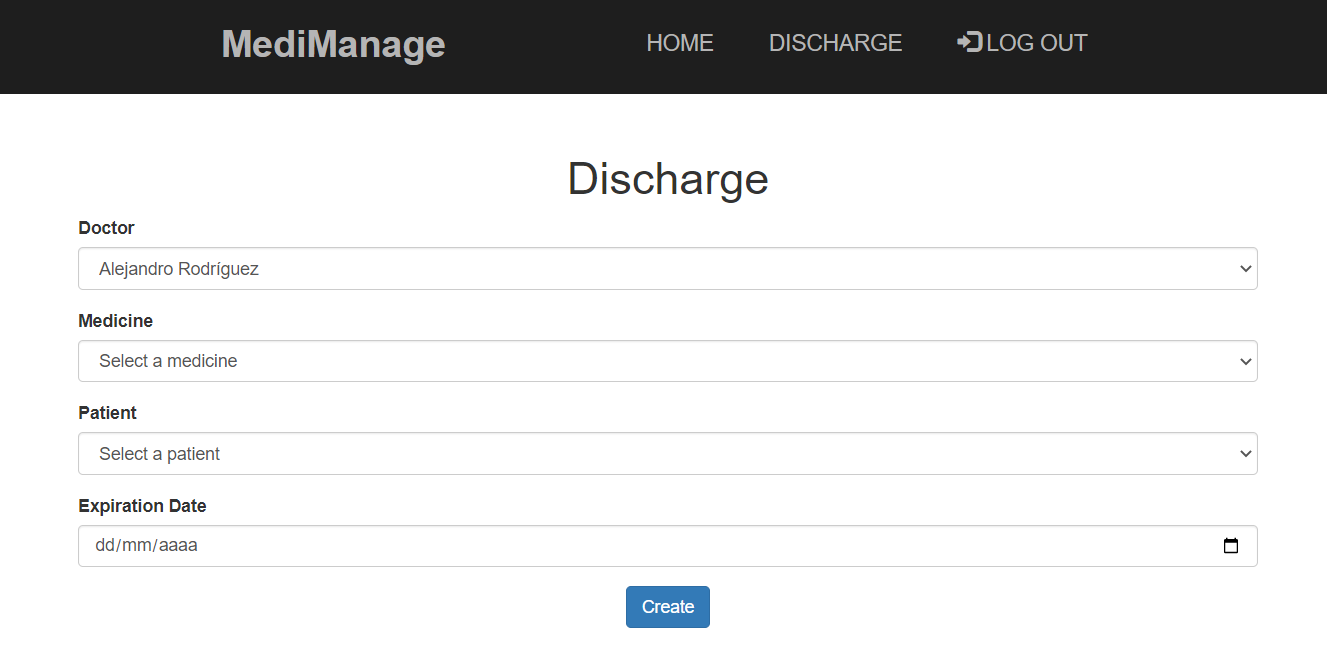 MediManage HOME DISCHARGE LOG OUT
Discharge
Doctor
Alejandro Rodríguez
Medicine
Select a medicine
Patient
Select a patient
Expiration Date
dd/mm/aaaa
Create